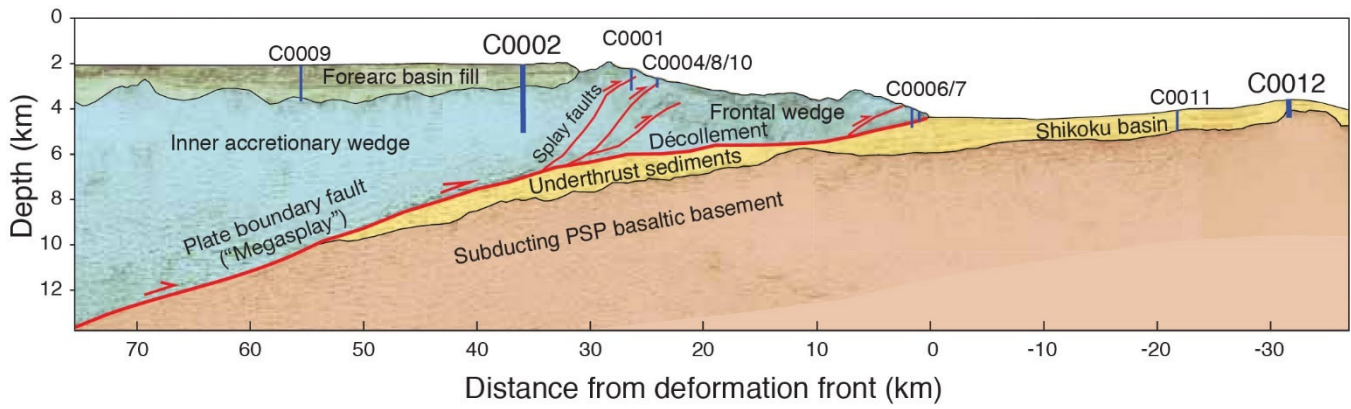 0
2
4
6
8
10
12
Depth (km)
C0009
C0002
C0001
C0004/8/10
C0006/7
C0011
C0012
Forearc basin fill
Inner accretionary wedge
Splay faults
Frontal wedge
Décollement
Shikoku basin
Underthrust sediments
Plate boundary fault
("Megasplay")
Subducting PSP basaltic basement
70 60 50 40 30 20 10 0 -10 -20 -30
Distance from deformation front (km)